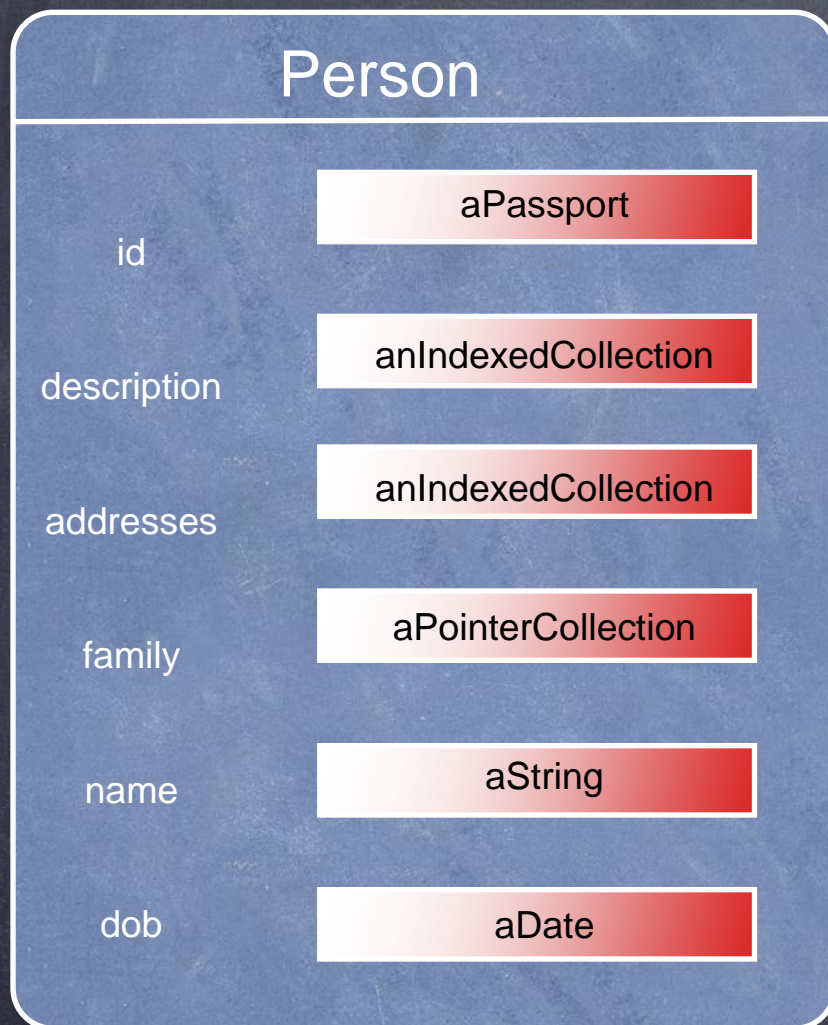 Person
id
aPassport
description
anIndexedCollection
addresses
anIndexedCollection
family
aPointerCollection
name
aString
dob
aDate